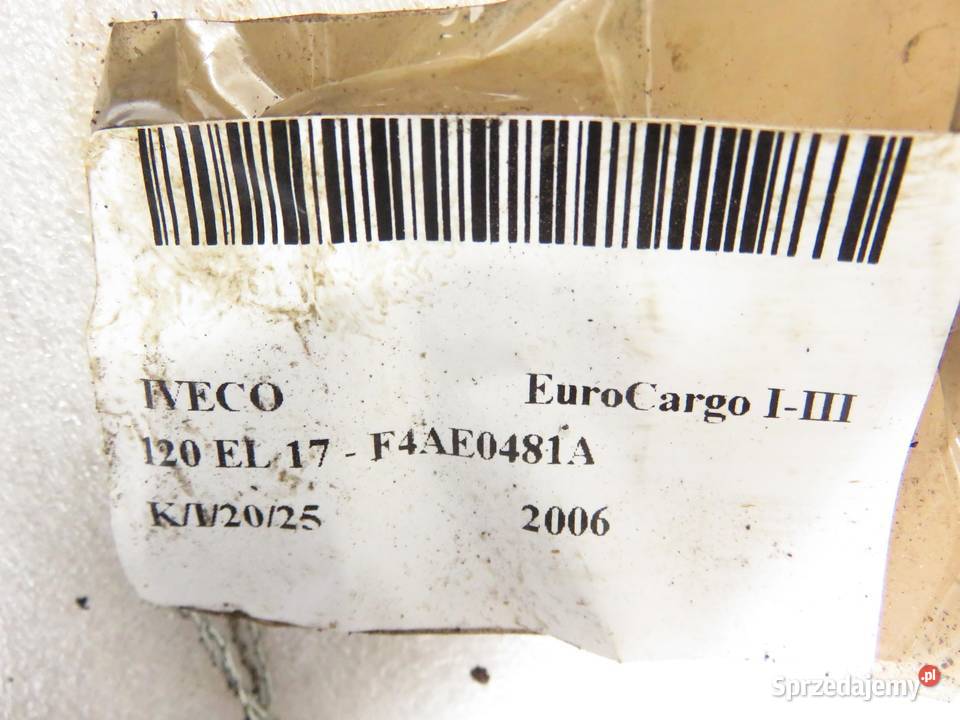 IVECO EuroCargo I-III
120 EL 17 - F4AE0481A
K/I/20/25 2006
Sprzedajemy.pl